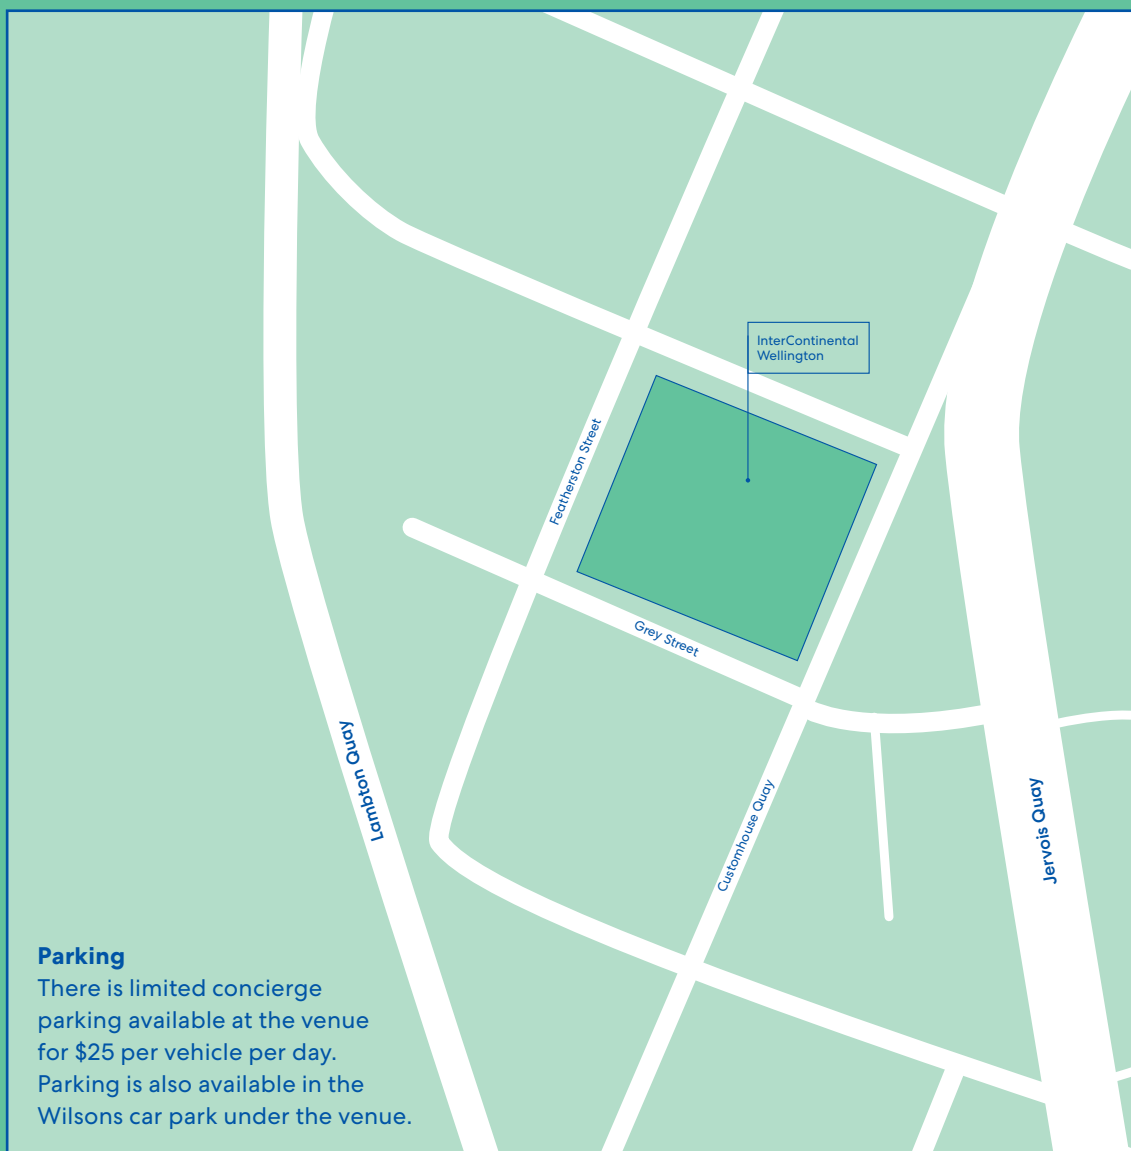 InterContinental
Wellington
Featherston Street
Grey Street
Lambton Quay
Customhouse Quay
Jervois Quay
Parking
There is limited concierge
parking available at the venue
for $25 per vehicle per day.
Parking is also available in the
Wilsons car park under the venue.